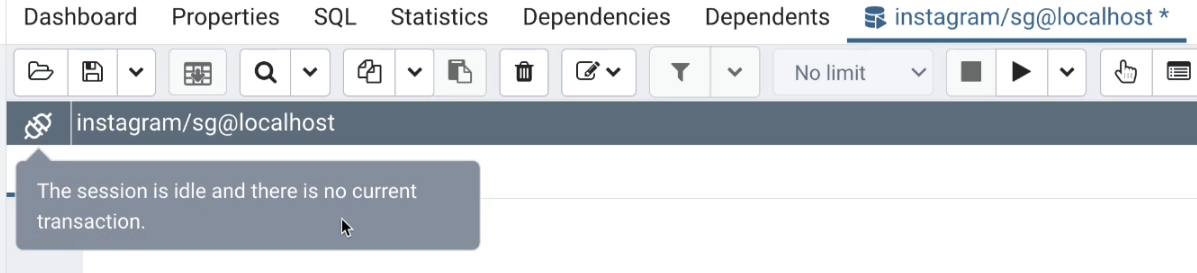 Dashboard Properties SQL Statistics Dependencies Dependents instagram/sg@localhost *
No limit
instagram/sg@localhost
The session is idle and there is no current
transaction.